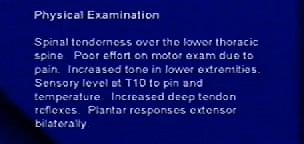 Physical Examination
Spinal tenderness over the lower thoracic
spine. Poor effort on motor exam due to
pain. Increased tone in lower extremities.
Sensory level at T10 to pin and
temperature. Increased deep tendon
reflexes. Plantar responses extensor
bilaterally.